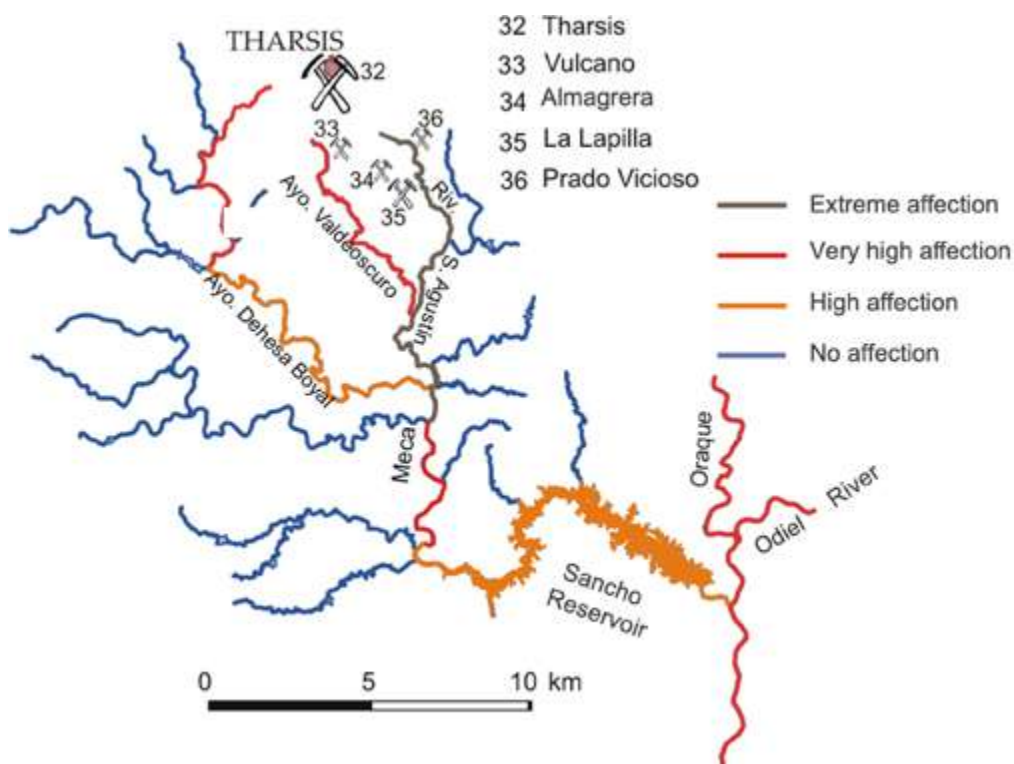 THARSIS
32
33
34
35
36
32 Tharsis
33 Vulcano
34 Almagrera
35 La Lapilla
36 Prado Vicioso
Extreme affection
Very high affection
High affection
No affection
Riv. S. Agustin
Ayo. Valdeoscuro
Ayo. Dehesa Boyal
Meca
Oraque
Odiel River
Sancho
Reservoir
0 5 10 km